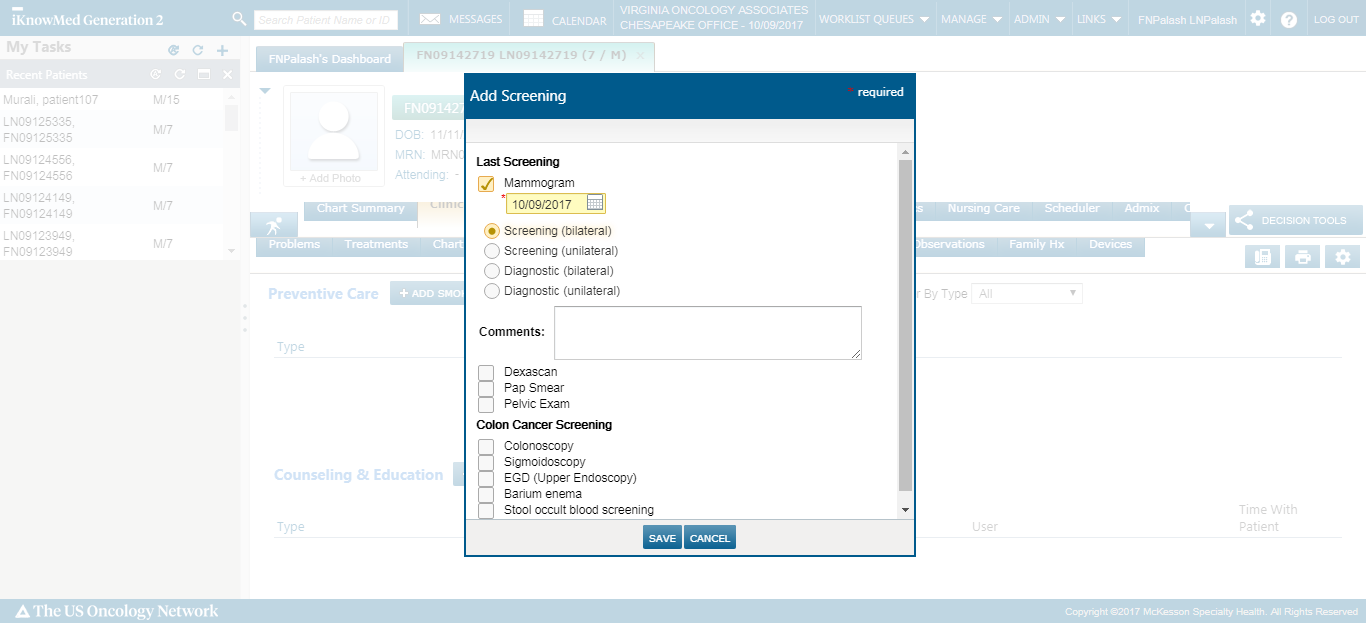 iKnowMed Generation 2
Search Patient Name or ID
MESSAGES
CALENDAR
VIRGINIA ONCOLOGY ASSOCIATES
CHESAPEAKE OFFICE - 10/09/2017
WORKLIST QUEUES
MANAGE
ADMIN
LINKS
FNPalash LNPalash
LOG OUT
My Tasks
Recent Patients
Murali, patient107 M/15
LN09125335,
FN09125335 M/7
LN09124556,
FN09124556 M/7
LN09124149,
FN09124149 M/7
LN09123949,
FN09123949 M/7
FNPalash's Dashboard
FN09142719 LN09142719 (7 / M)
FN09142
DOB: 11/11/
MRN: MRN0
Attending: -
+ Add Photo
Chart Summary
Clinic
Nursing Care
Scheduler
Admix
DECISION TOOLS
Problems
Treatments
Chart
Observations
Family Hx
Devices
Preventive Care
+ ADD SMO
By Type
All
Type
Counseling & Education
Type
User
Time With
Patient
Add Screening
* required
Last Screening
Mammogram
* 10/09/2017
Screening (bilateral)
Screening (unilateral)
Diagnostic (bilateral)
Diagnostic (unilateral)
Comments:
Dexascan
Pap Smear
Pelvic Exam
Colon Cancer Screening
Colonoscopy
Sigmoidoscopy
EGD (Upper Endoscopy)
Barium enema
Stool occult blood screening
SAVE
CANCEL
The US Oncology Network
Copyright ©2017 McKesson Specialty Health. All Rights Reserved